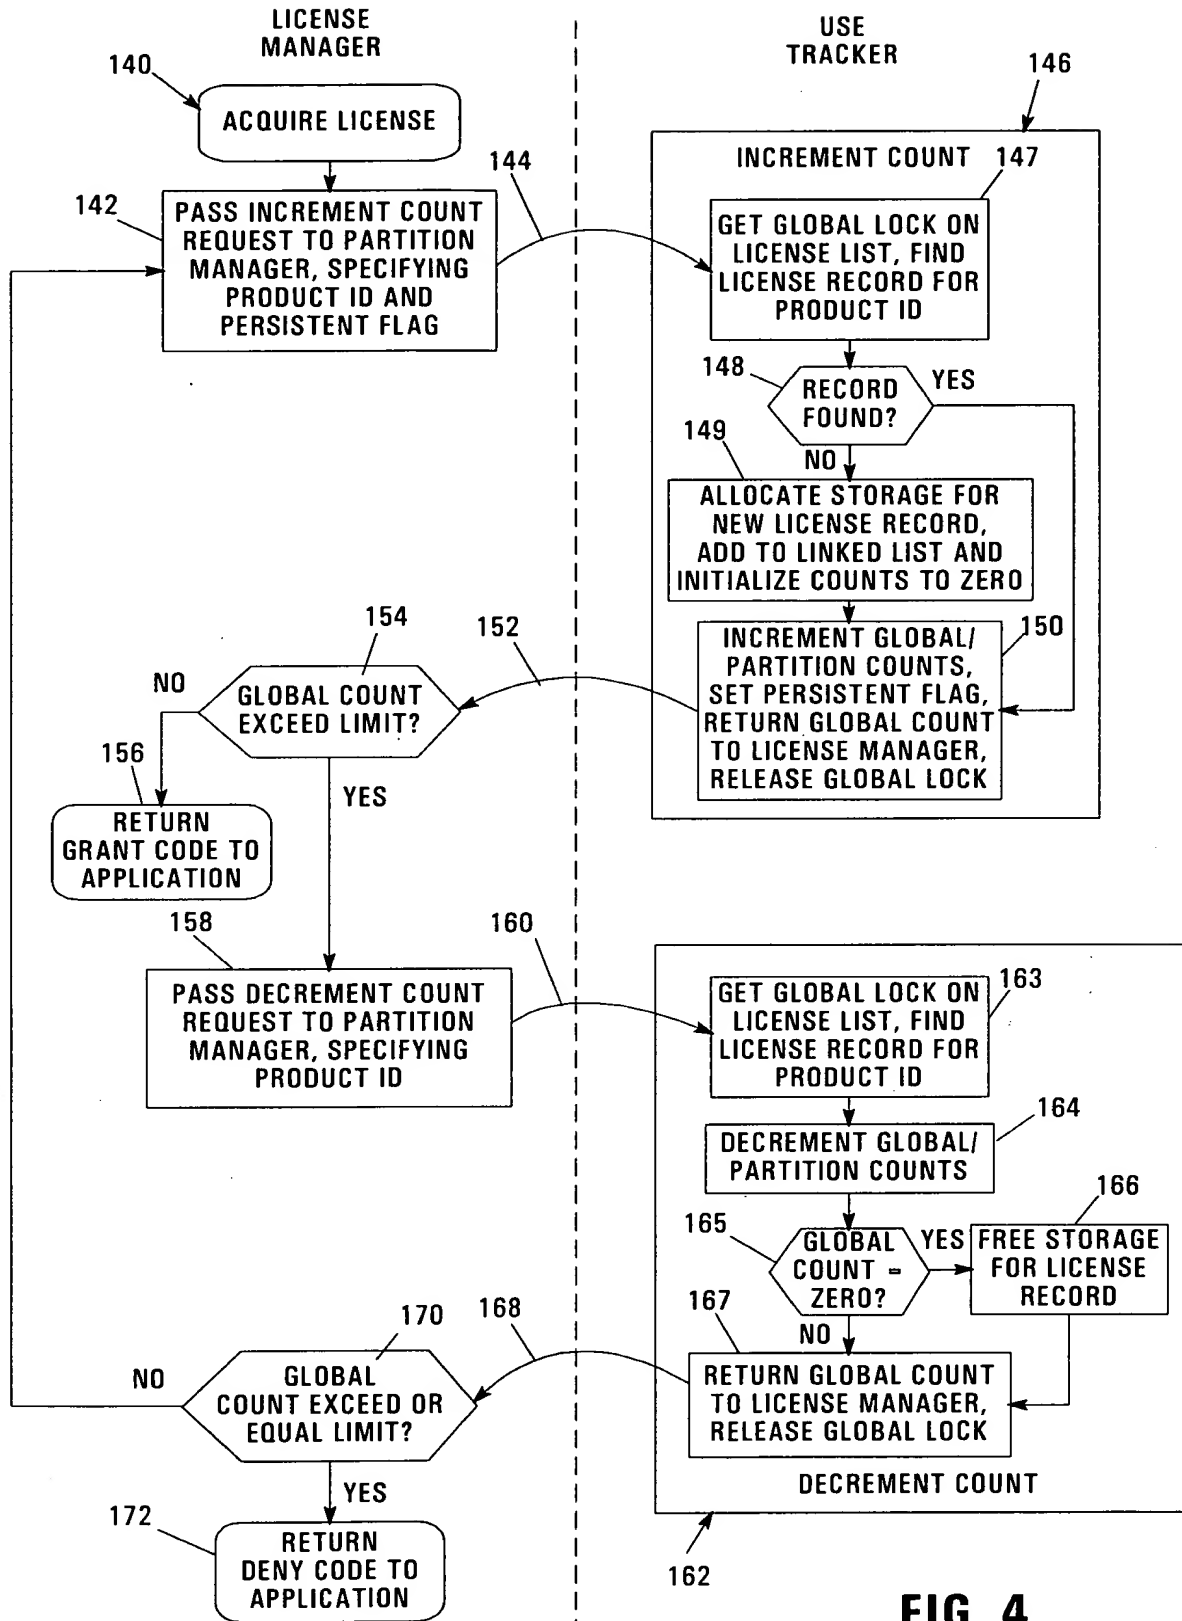 LICENSE
MANAGER
USE
TRACKER
140
ACQUIRE LICENSE
146
INCREMENT COUNT
144
147
142
PASS INCREMENT COUNT
REQUEST TO PARTITION
MANAGER, SPECIFYING
PRODUCT ID AND
PERSISTENT FLAG
GET GLOBAL LOCK ON
LICENSE LIST, FIND
LICENSE RECORD FOR
PRODUCT ID
148
RECORD
FOUND?
YES
NO
149
ALLOCATE STORAGE FOR
NEW LICENSE RECORD,
ADD TO LINKED LIST AND
INITIALIZE COUNTS TO ZERO
150
INCREMENT GLOBAL/
PARTITION COUNTS,
SET PERSISTENT FLAG,
RETURN GLOBAL COUNT
TO LICENSE MANAGER,
RELEASE GLOBAL LOCK
152
154
GLOBAL COUNT
EXCEED LIMIT?
NO
YES
156
RETURN
GRANT CODE TO
APPLICATION
158
PASS DECREMENT COUNT
REQUEST TO PARTITION
MANAGER, SPECIFYING
PRODUCT ID
160
163
GET GLOBAL LOCK ON
LICENSE LIST, FIND
LICENSE RECORD FOR
PRODUCT ID
164
DECREMENT GLOBAL/
PARTITION COUNTS
165
GLOBAL
COUNT =
ZERO?
YES
NO
166
FREE STORAGE
FOR LICENSE
RECORD
167
RETURN GLOBAL COUNT
TO LICENSE MANAGER,
RELEASE GLOBAL LOCK
DECREMENT COUNT
162
168
170
GLOBAL
COUNT EXCEED OR
EQUAL LIMIT?
NO
YES
172
RETURN
DENY CODE TO
APPLICATION
FIG. 4